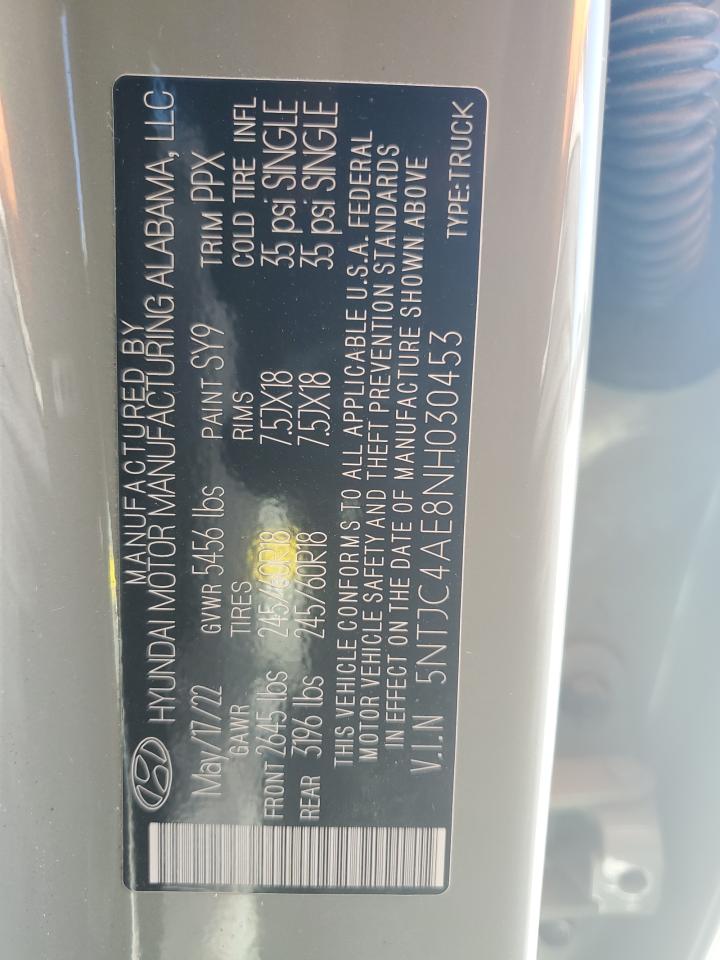 MANUFACTURED BY
HYUNDAI MOTOR MANUFACTURING ALABAMA, LLC
May/17/22 GVWR 5456 lbs PAINT SY9 TRIM PPX
GAWR TIRES RIMS COLD TIRE INFL
FRONT 2645 lbs 245/60R18 7.5JX18 35 psi SINGLE
REAR 3196 lbs 245/60R18 7.5JX18 35 psi SINGLE
THIS VEHICLE CONFORMS TO ALL APPLICABLE U.S.A. FEDERAL
MOTOR VEHICLE SAFETY AND THEFT PREVENTION STANDARDS
IN EFFECT ON THE DATE OF MANUFACTURE SHOWN ABOVE
V.I.N 5NTJC4AE8NH030453 TYPE:TRUCK